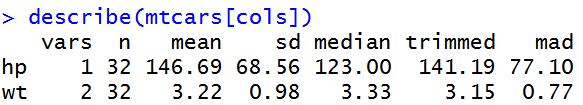 > describe(mtcars[cols])
   vars  n   mean    sd median trimmed   mad
hp    1 32 146.69 68.56 123.00  141.19 77.10
wt    2 32   3.22  0.98   3.33    3.15  0.77